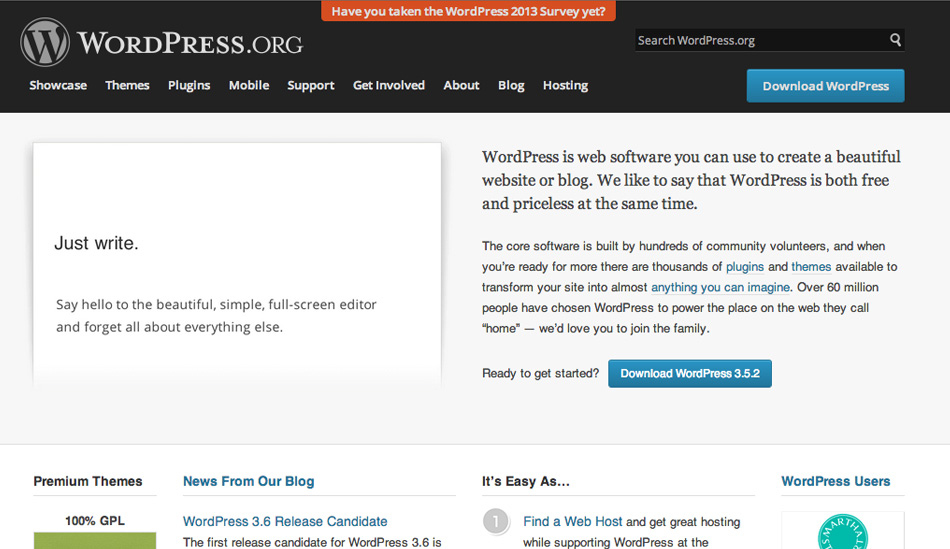 Have you taken the WordPress 2013 Survey yet?
WORDPRESS.ORG
Search WordPress.org
Showcase Themes Plugins Mobile Support Get Involved About Blog Hosting
Download WordPress
Just write.
Say hello to the beautiful, simple, full-screen editor
and forget all about everything else.
WordPress is web software you can use to create a beautiful
website or blog. We like to say that WordPress is both free
and priceless at the same time.
The core software is built by hundreds of community volunteers, and when
you’re ready for more there are thousands of plugins and themes available to
transform your site into almost anything you can imagine. Over 60 million
people have chosen WordPress to power the place on the web they call
“home” — we’d love you to join the family.
Ready to get started? Download WordPress 3.5.2
Premium Themes
100% GPL
News From Our Blog
WordPress 3.6 Release Candidate
The first release candidate for WordPress 3.6 is
It’s Easy As…
1 Find a Web Host and get great hosting
while supporting WordPress at the
WordPress Users